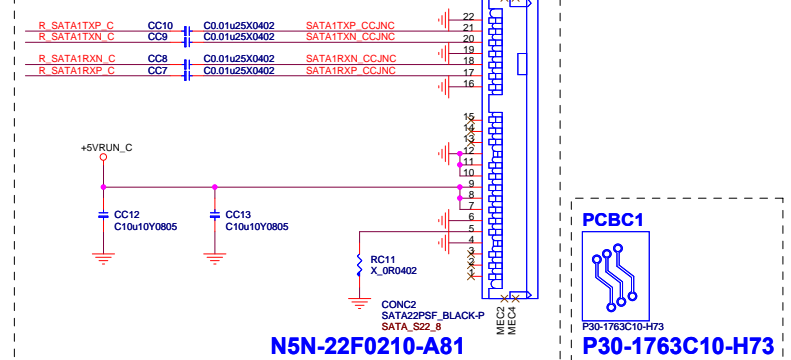 R_SATA1TXP_C CC10 C0.01u25X0402 SATA1TXP_CCJNC
R_SATA1TXN_C CC9 C0.01u25X0402 SATA1TXN_CCJNC
R_SATA1RXN_C CC8 C0.01u25X0402 SATA1RXN_CCJNC
R_SATA1RXP_C CC7 C0.01u25X0402 SATA1RXP_CCJNC
22
21
20
19
18
17
16
15
14
13
12
11
10
9
8
7
6
5
4
3
2
1
+5VRUN_C
CC12
C10u10Y0805
CC13
C10u10Y0805
RC11
X_0R0402
CONC2
SATA22PSF_BLACK-P
SATA_S22_8
MEC2
MEC4
N5N-22F0210-A81
PCBC1
P30-1763C10-H73
P30-1763C10-H73